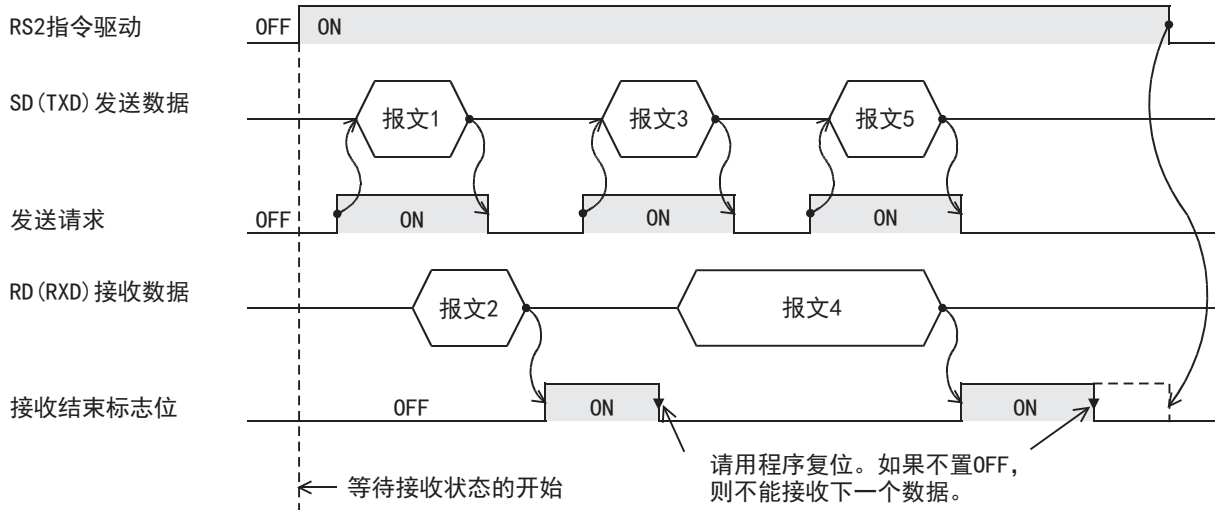 RS2指令驱动
OFF
ON
SD(TXD)发送数据
报文1
报文3
报文5
发送请求
OFF
ON
ON
ON
RD(RXD)接收数据
报文2
报文4
接收结束标志位
OFF
ON
ON
等待接收状态的开始
请用程序复位。如果不置OFF,
则不能接收下一个数据。